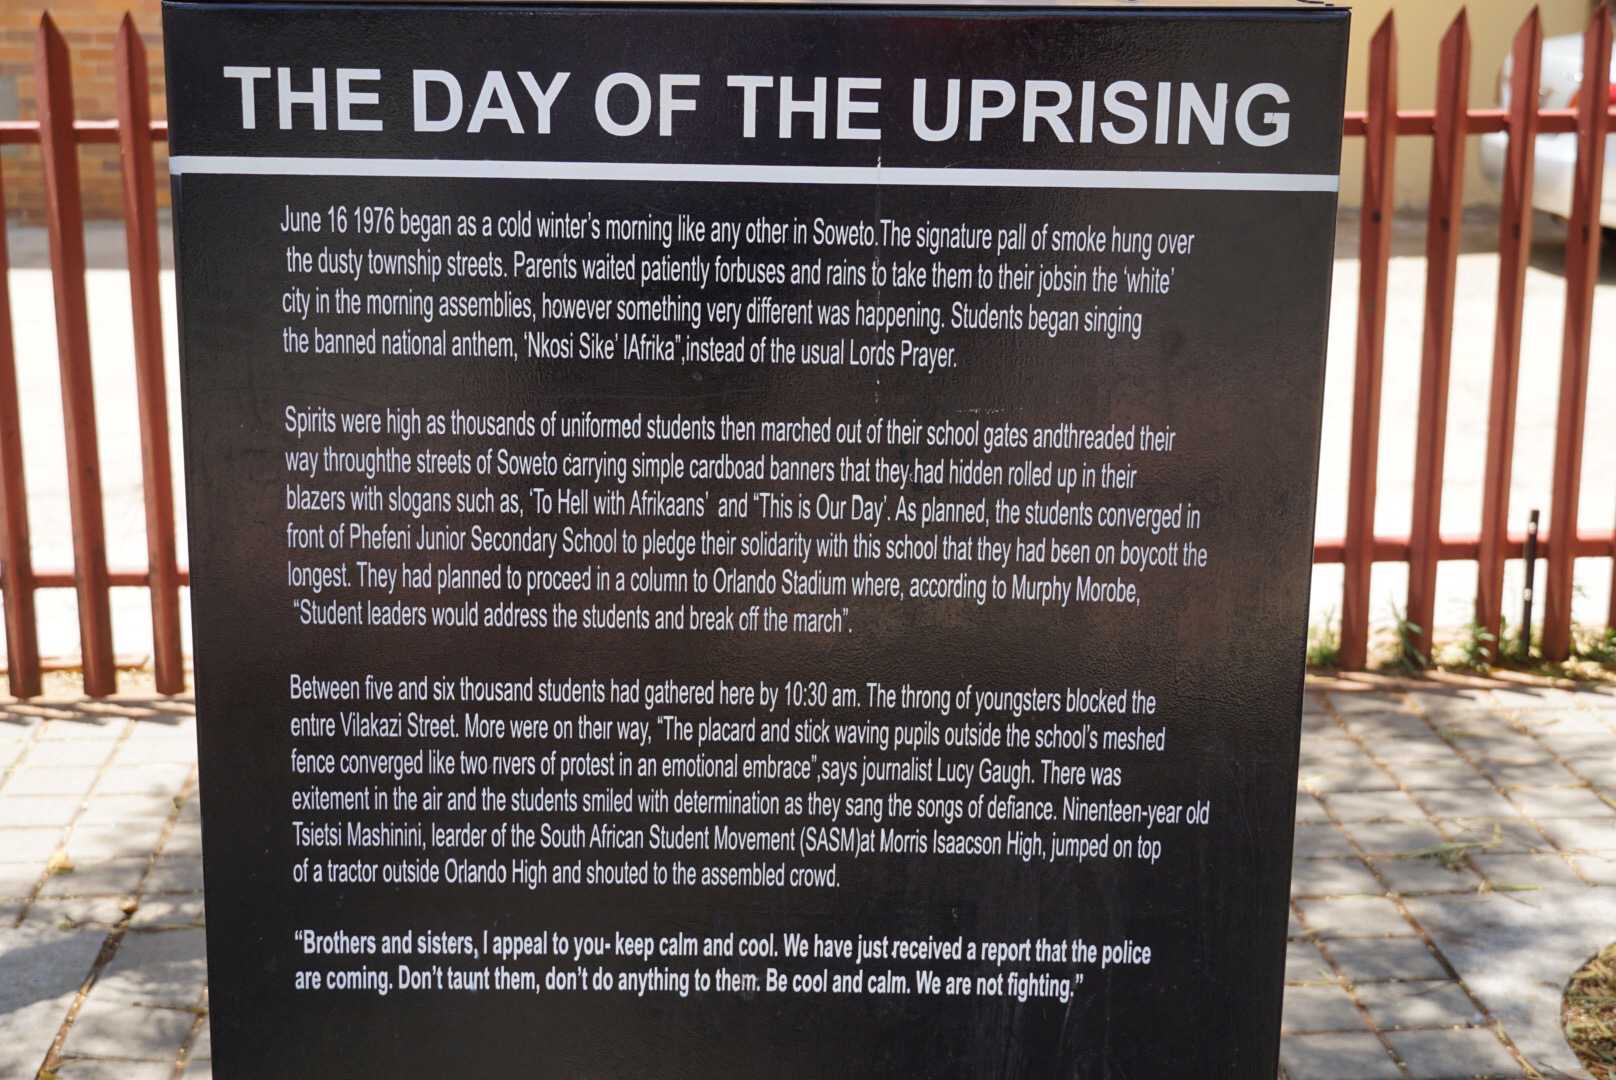 THE DAY OF THE UPRISING
June 16 1976 began as a cold winter's morning like any other in Soweto.The signature pall of smoke hung over
the dusty township streets. Parents waited patiently forbuses and rains to take them to their jobsin the 'white'
city in the morning assemblies, however something very different was happening. Students began singing
the banned national anthem, 'Nkosi Sike' lAfrika",instead of the usual Lords Prayer.
Spirits were high as thousands of uniformed students then marched out of their school gates andthreaded their
way throughthe streets of Soweto carrying simple cardboad banners that they had hidden rolled up in their
blazers with slogans such as, 'To Hell with Afrikaans' and "This is Our Day'. As planned, the students converged in
front of Phefeni Junior Secondary School to pledge their solidarity with this school that they had been on boycott the
longest. They had planned to proceed in a column to Orlando Stadium where, according to Murphy Morobe,
"Student leaders would address the students and break off the march".
Between five and six thousand students had gathered here by 10:30 am. The throng of youngsters blocked the
entire Vilakazi Street. More were on their way, "The placard and stick waving pupils outside the school's meshed
fence converged like two rivers of protest in an emotional embrace",says journalist Lucy Gaugh. There was
exitement in the air and the students smiled with determination as they sang the songs of defiance. Ninenteen-year old
Tsietsi Mashinini, learder of the South African Student Movement (SASM)at Morris Isaacson High, jumped on top
of a tractor outside Orlando High and shouted to the assembled crowd.
"Brothers and sisters, I appeal to you- keep calm and cool. We have just received a report that the police
are coming. Don't taunt them, don't do anything to them. Be cool and calm. We are not fighting."